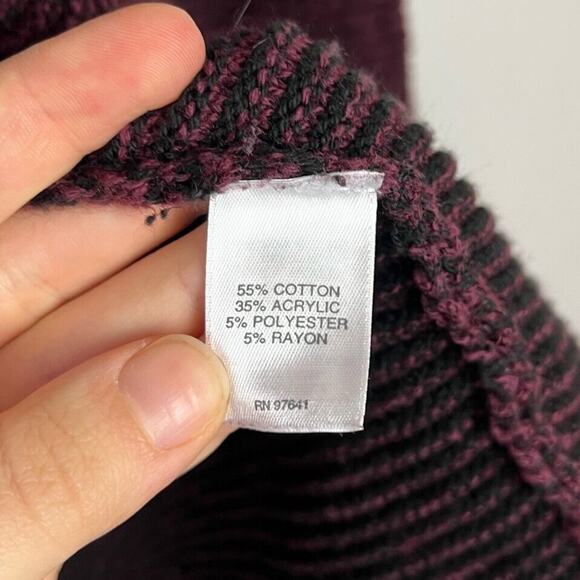 55% COTTON
35% ACRYLIC
5% POLYESTER
5% RAYON
RN 97641